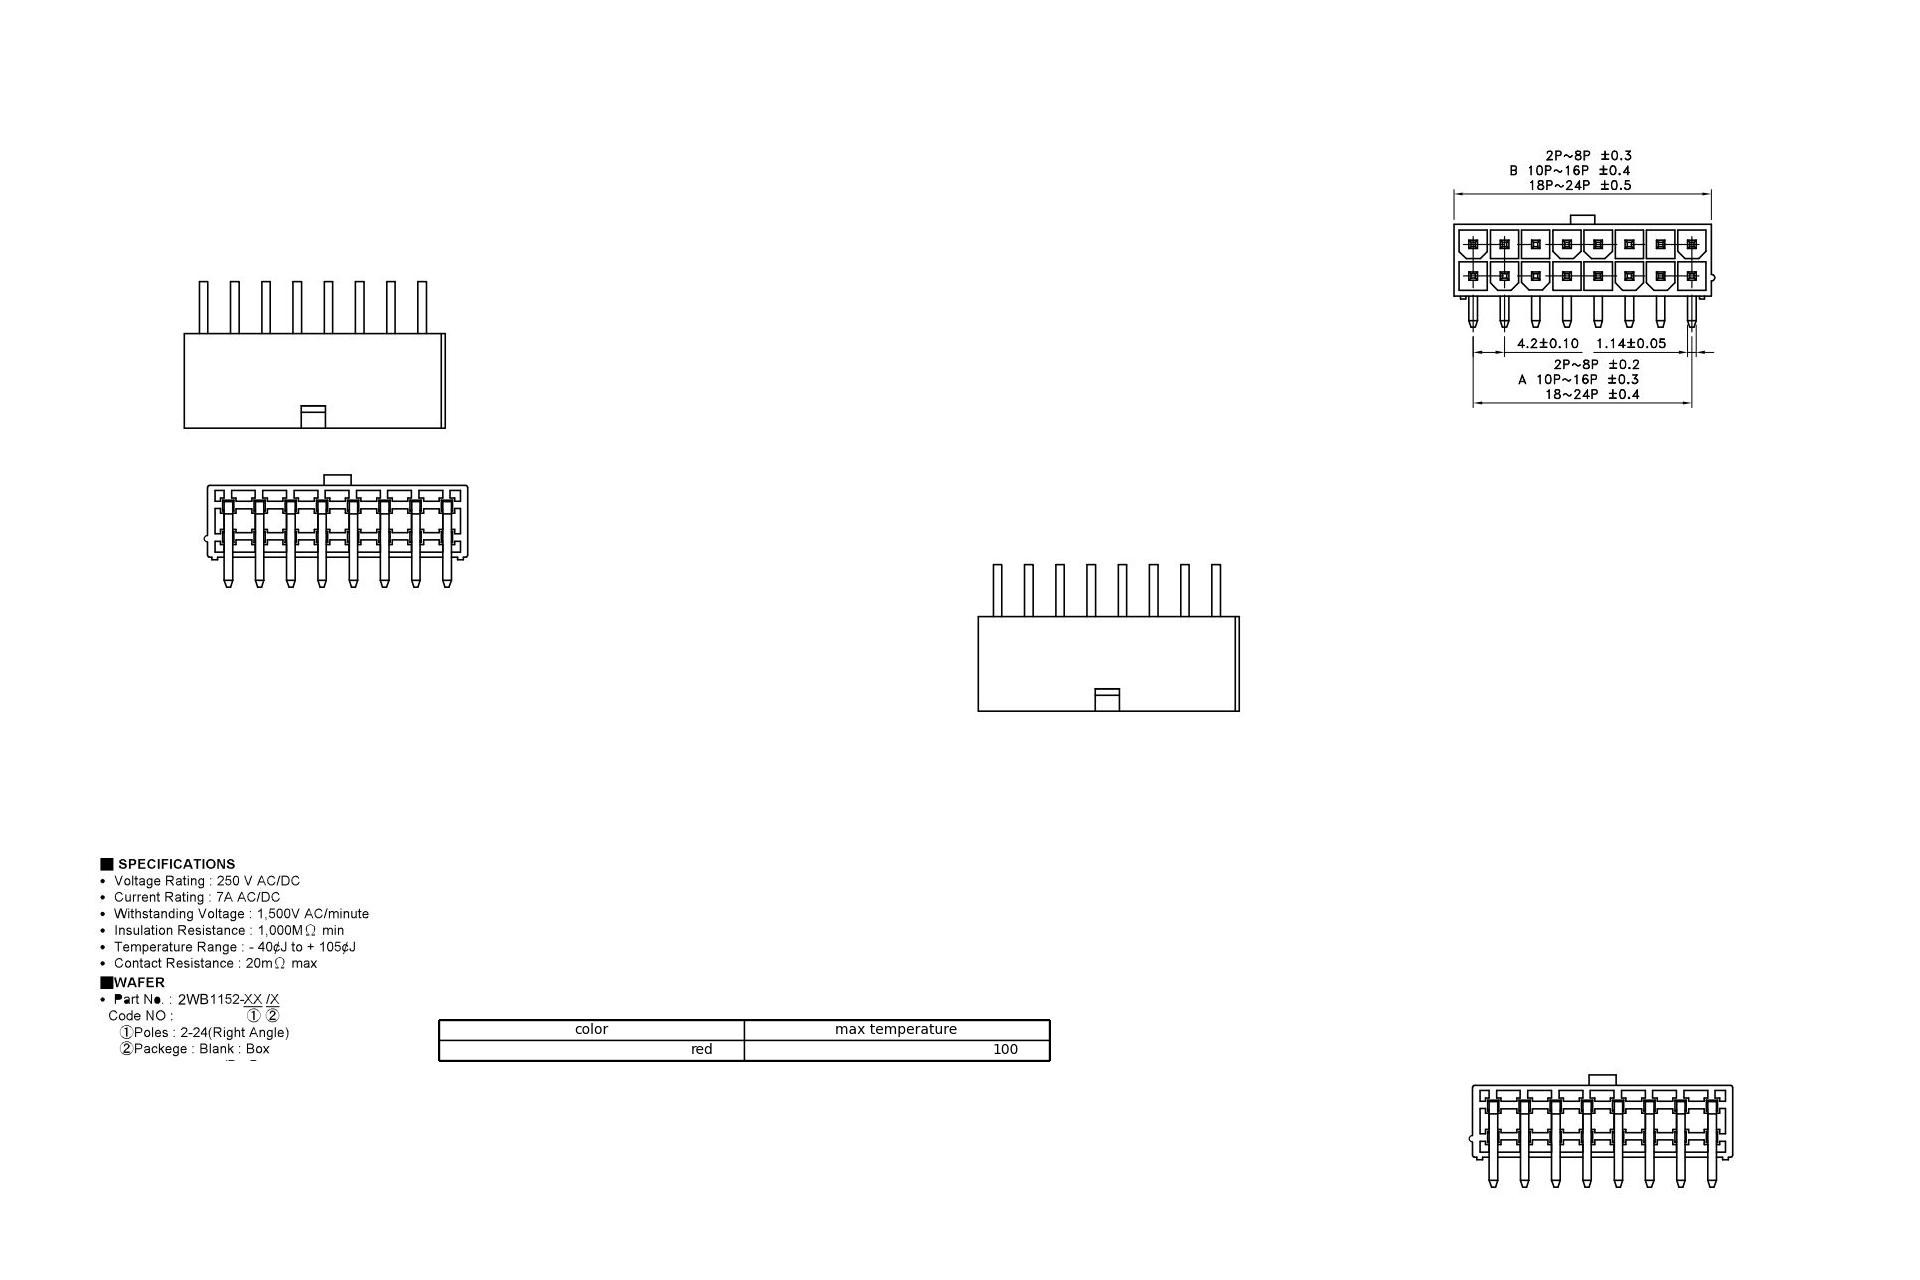 2P~8P ±0.3
B 10P~16P ±0.4
18P~24P ±0.5
4.2±0.10 1.14±0.05
2P~8P ±0.2
A 10P~16P ±0.3
18~24P ±0.4
■ SPECIFICATIONS
• Voltage Rating : 250 V AC/DC
• Current Rating : 7A AC/DC
• Withstanding Voltage : 1,500V AC/minute
• Insulation Resistance : 1,000MΩ min
• Temperature Range : - 40¢J to + 105¢J
• Contact Resistance : 20mΩ max
■WAFER
• Part No. : 2WB1152-XX /X
Code NO : ① ②
①Poles : 2-24(Right Angle)
②Packege : Blank : Box
color max temperature
red 100